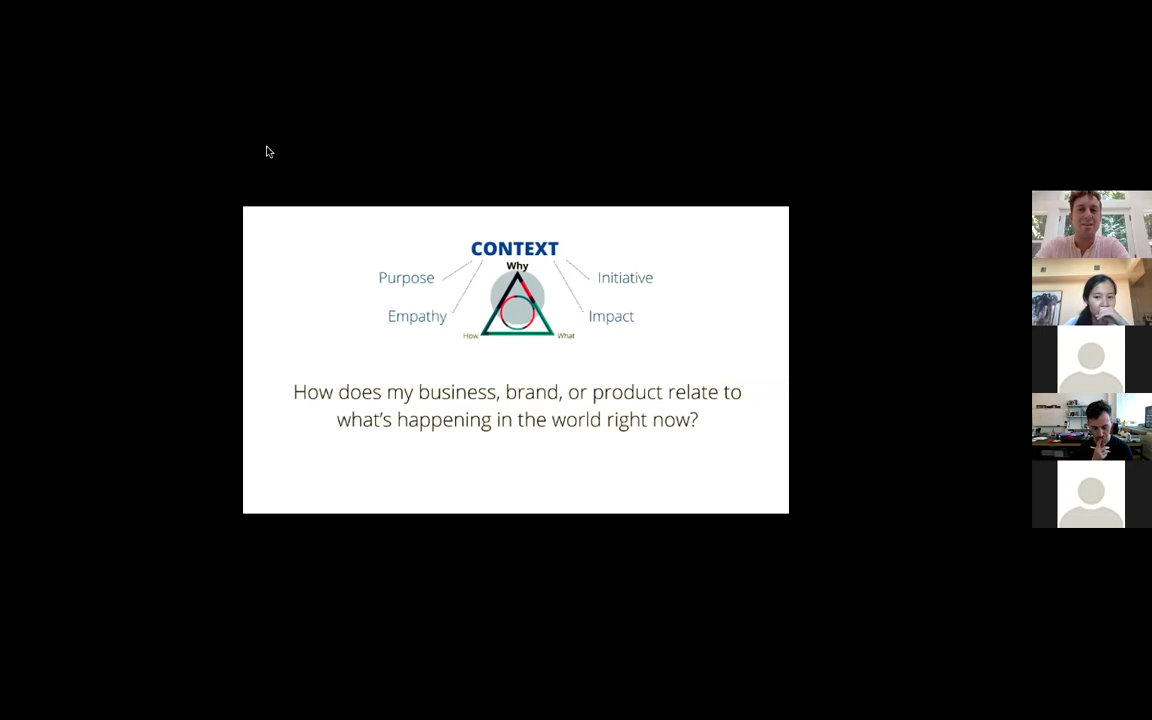 CONTEXT
Why
Purpose
Initiative
Empathy
Impact
How
What
How does my business, brand, or product relate to
what's happening in the world right now?